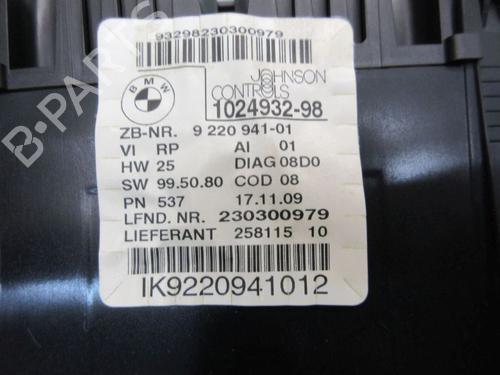 93298230300979
BMW
JOHNSON
CONTROLS
1024932-98
ZB-NR. 9 220 941-01
VI RP AI 01
HW 25 DIAG 08D0
SW 99.50.80 COD 08
PN 537 17.11.09
LFND. NR. 230300979
LIEFERANT 258115 10
IK9220941012